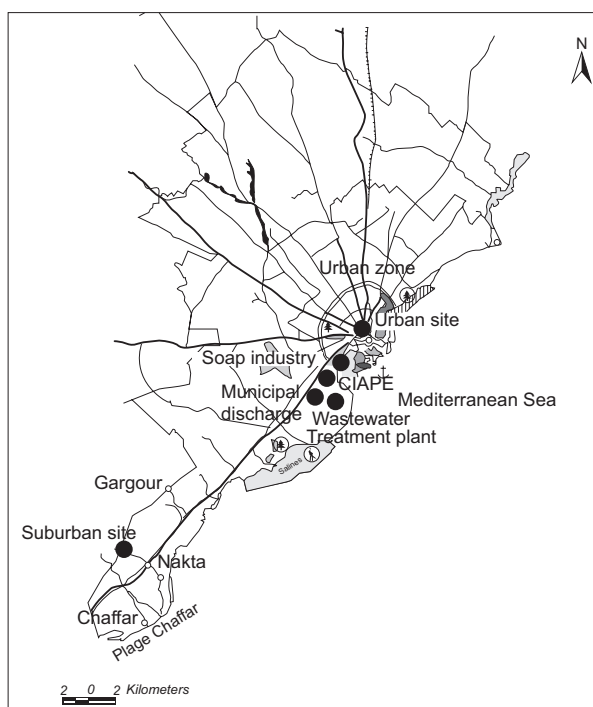 N
Urban zone
Urban site
Soap industry
CIAPE
Municipal
discharge
Mediterranean Sea
Wastewater
Treatment plant
Salines
Gargour
Suburban site
Nakta
Chaffar
Plage Chaffar
2 0 2 Kilometers